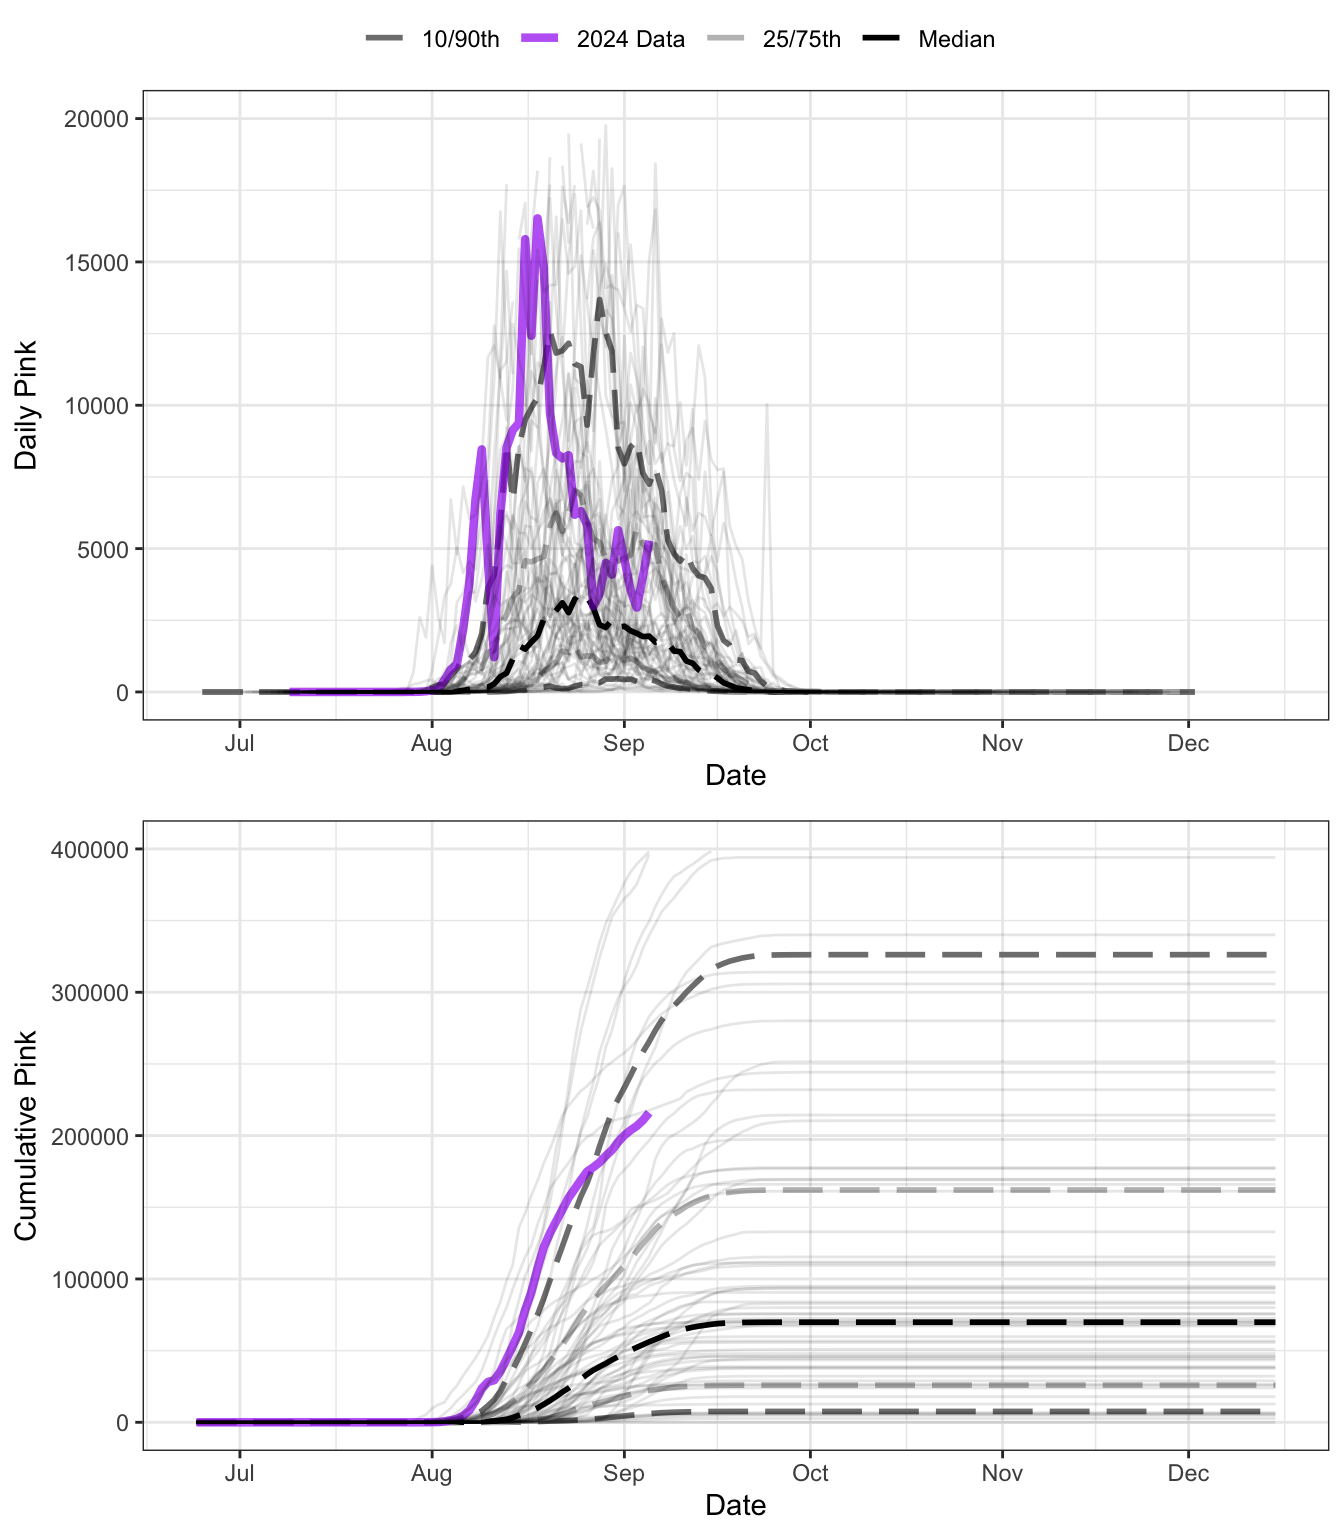 10/90th 2024 Data 25/75th Median
20000
15000
10000
5000
0
Daily Pink
Jul Aug Sep Oct Nov Dec
Date
400000
300000
200000
100000
0
Cumulative Pink
Jul Aug Sep Oct Nov Dec
Date